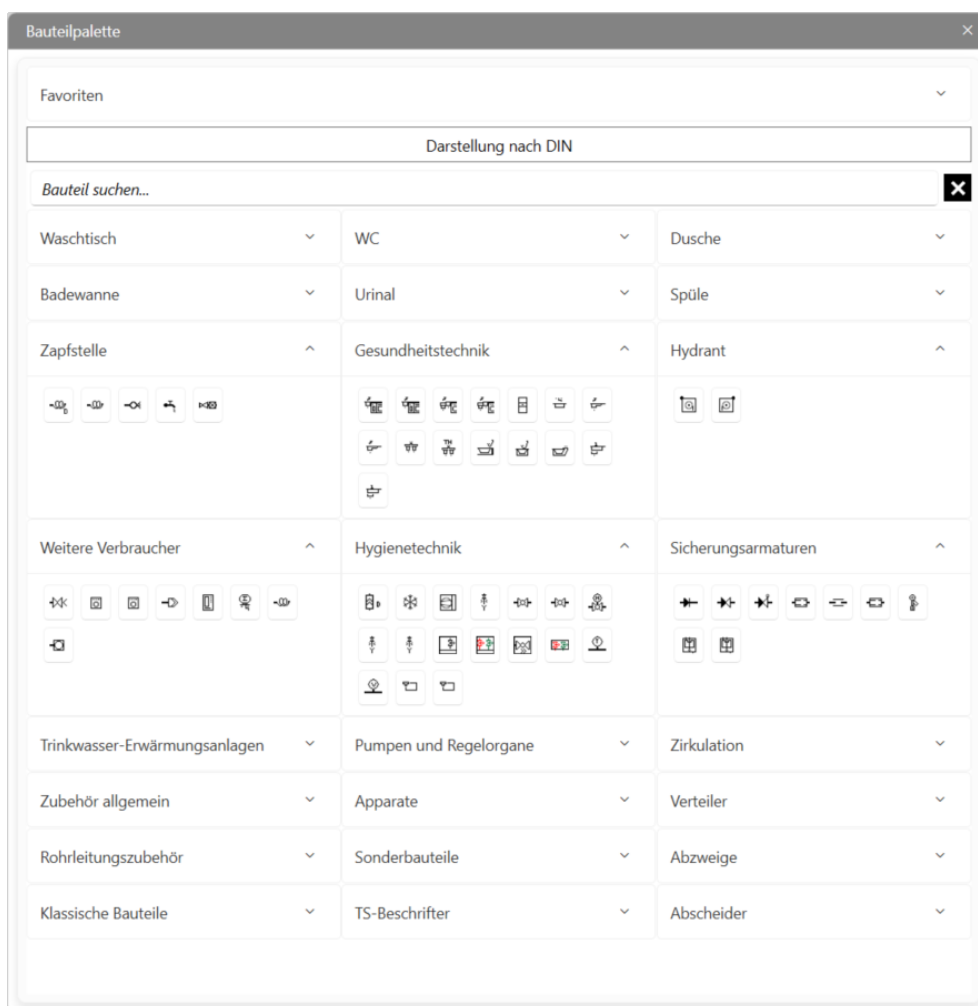 Bauteilpalette
Favoriten
Darstellung nach DIN
Bauteil suchen...
Waschtisch
WC
Dusche
Badewanne
Urinal
Spüle
Zapfstelle
Gesundheitstechnik
Hydrant
Weitere Verbraucher
Hygienetechnik
Sicherungsarmaturen
Trinkwasser-Erwärmungsanlagen
Pumpen und Regelorgane
Zirkulation
Zubehör allgemein
Apparate
Verteiler
Rohrleitungszubehör
Sonderbauteile
Abzweige
Klassische Bauteile
TS-Beschrifter
Abscheider